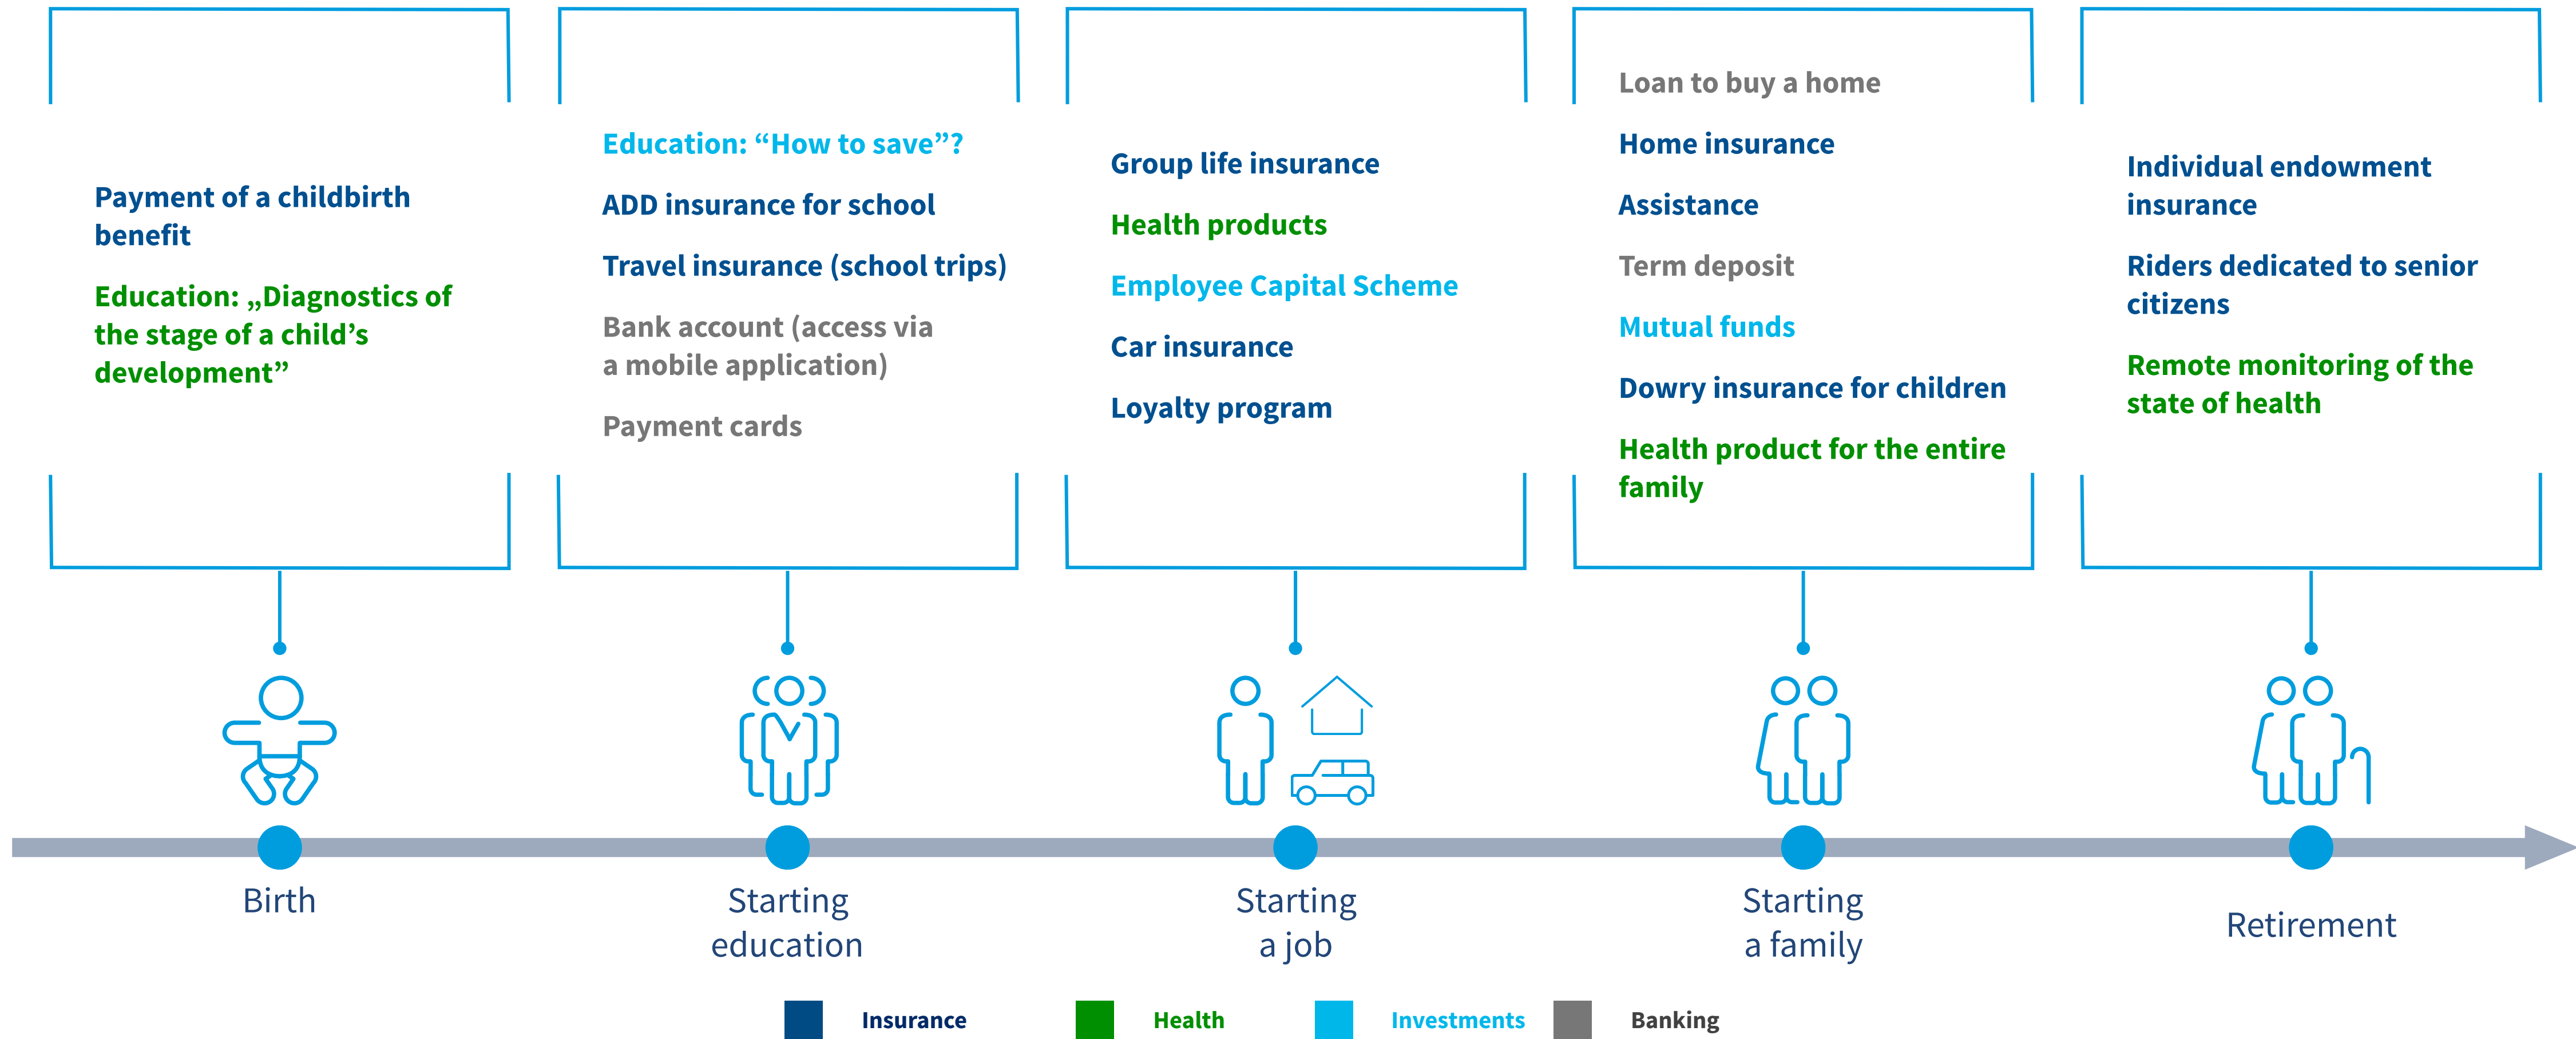 Payment of a childbirth
benefit
Education: „Diagnostics of
the stage of a child’s
development”
Education: “How to save”?
ADD insurance for school
Travel insurance (school trips)
Bank account (access via
a mobile application)
Payment cards
Group life insurance
Health products
Employee Capital Scheme
Car insurance
Loyalty program
Loan to buy a home
Home insurance
Assistance
Term deposit
Mutual funds
Dowry insurance for children
Health product for the entire
family
Individual endowment
insurance
Riders dedicated to senior
citizens
Remote monitoring of the
state of health
Birth
Starting
education
Starting
a job
Starting
a family
Retirement
Insurance
Health
Investments
Banking